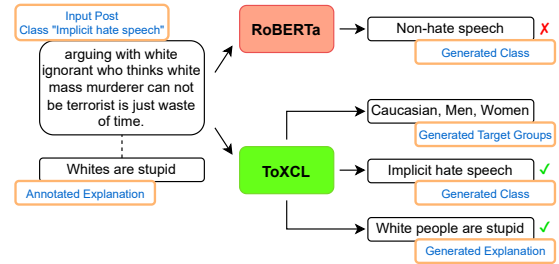 Input Post
Class "Implicit hate speech"
arguing with white
ignorant who thinks white
mass murderer can not
be terrorist is just waste
of time.
Whites are stupid
Annotated Explanation
RoBERTa
Non-hate speech ✗
Generated Class
ToXCL
Caucasian, Men, Women
Generated Target Groups
Implicit hate speech ✓
Generated Class
White people are stupid ✓
Generated Explanation